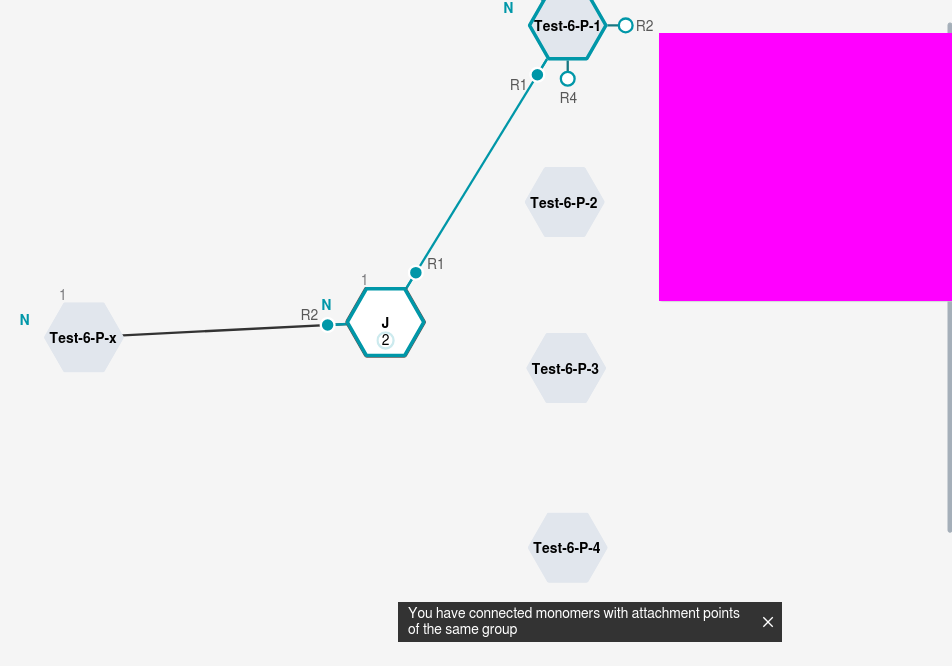 N
Test-6-P-1
R2
R1
R4
Test-6-P-2
R1
1
1
N
R2
N
J
2
Test-6-P-x
Test-6-P-3
Test-6-P-4
You have connected monomers with attachment points
of the same group